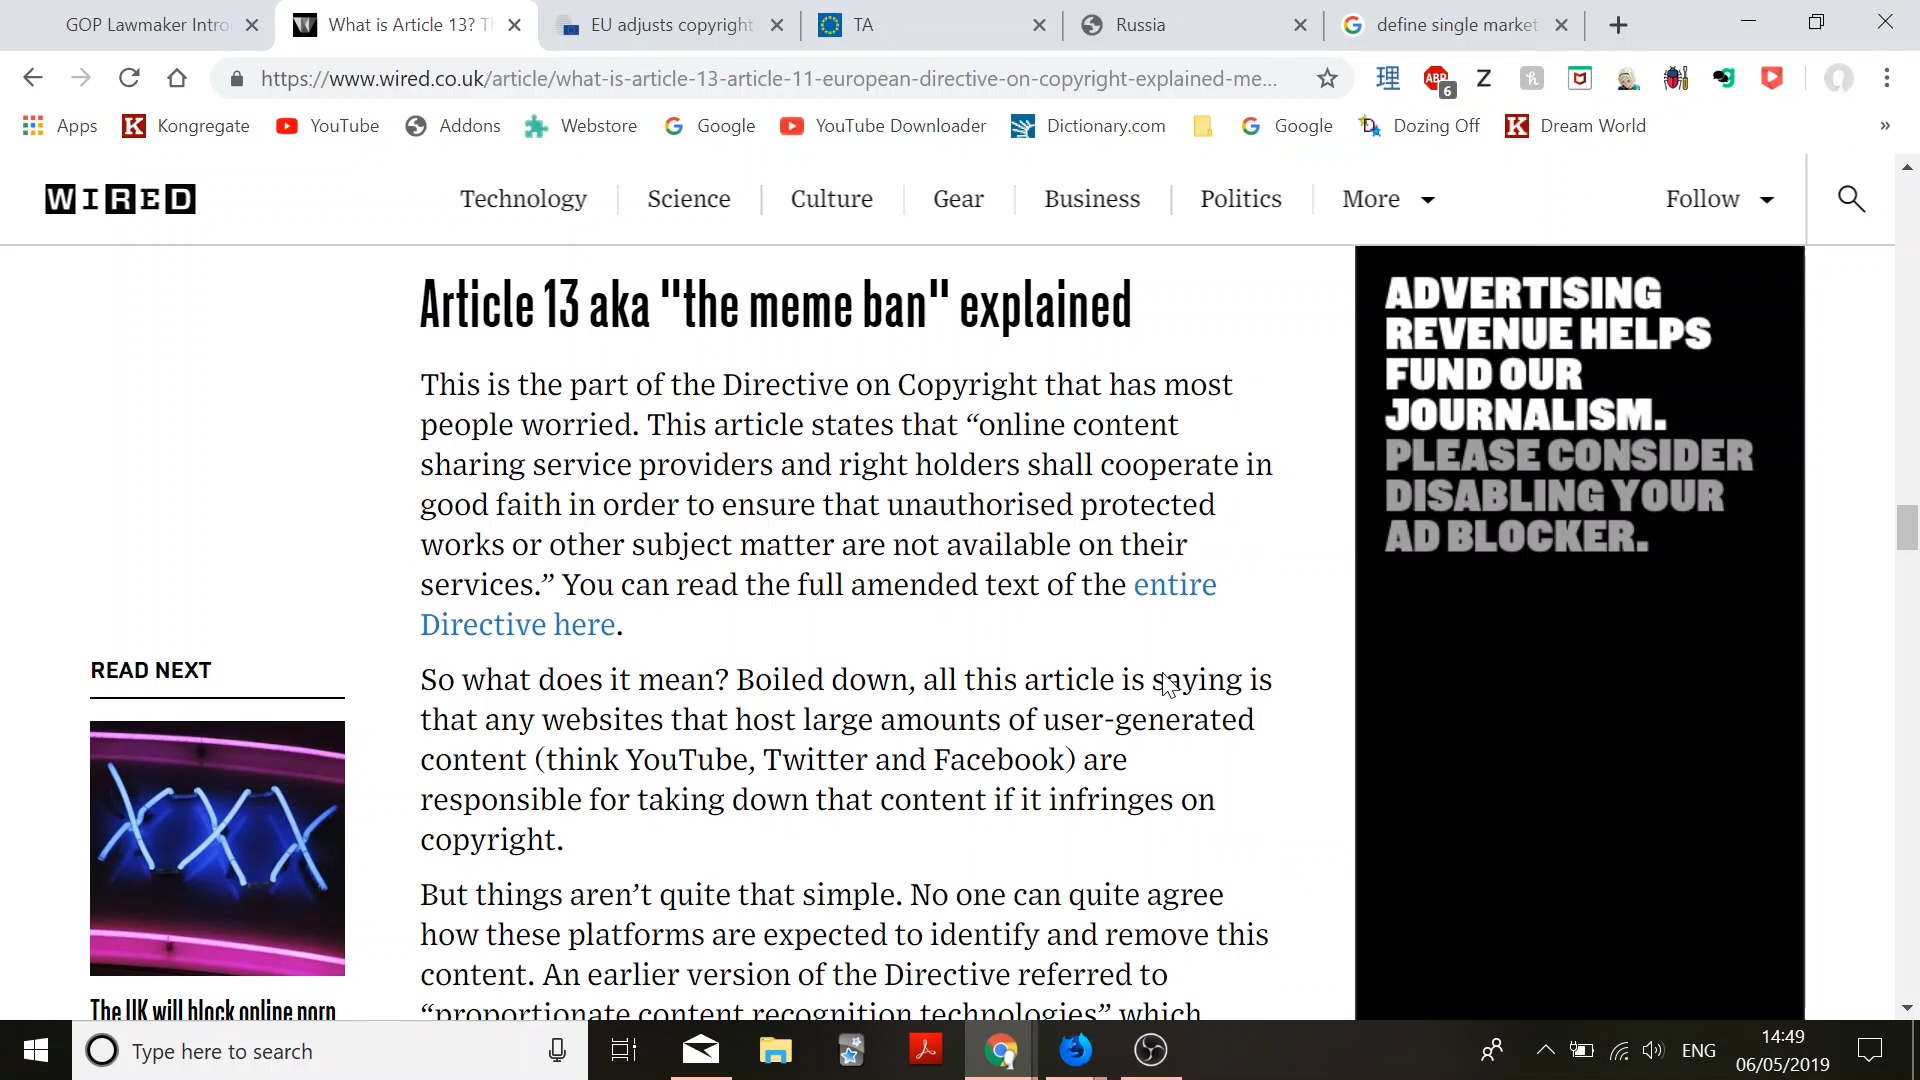 GOP Lawmaker Intro
What is Article 13? Th
EU adjusts copyright
TA
Russia
define single market
https://www.wired.co.uk/article/what-is-article-13-article-11-european-directive-on-copyright-explained-me...
ABP
6
Apps
Kongregate
YouTube
Addons
Webstore
Google
YouTube Downloader
Dictionary.com
Google
Dozing Off
Dream World
»
WIRED
Technology
Science
Culture
Gear
Business
Politics
More
Follow
Article 13 aka "the meme ban" explained
This is the part of the Directive on Copyright that has most
people worried. This article states that “online content
sharing service providers and right holders shall cooperate in
good faith in order to ensure that unauthorised protected
works or other subject matter are not available on their
services.” You can read the full amended text of the entire
Directive here.
So what does it mean? Boiled down, all this article is saying is
that any websites that host large amounts of user-generated
content (think YouTube, Twitter and Facebook) are
responsible for taking down that content if it infringes on
copyright.
But things aren’t quite that simple. No one can quite agree
how these platforms are expected to identify and remove this
content. An earlier version of the Directive referred to
“proportionate content recognition technologies” which
READ NEXT
The UK will block online porn
ADVERTISING
REVENUE HELPS
FUND OUR
JOURNALISM.
PLEASE CONSIDER
DISABLING YOUR
AD BLOCKER.
Type here to search
ENG
14:49
06/05/2019